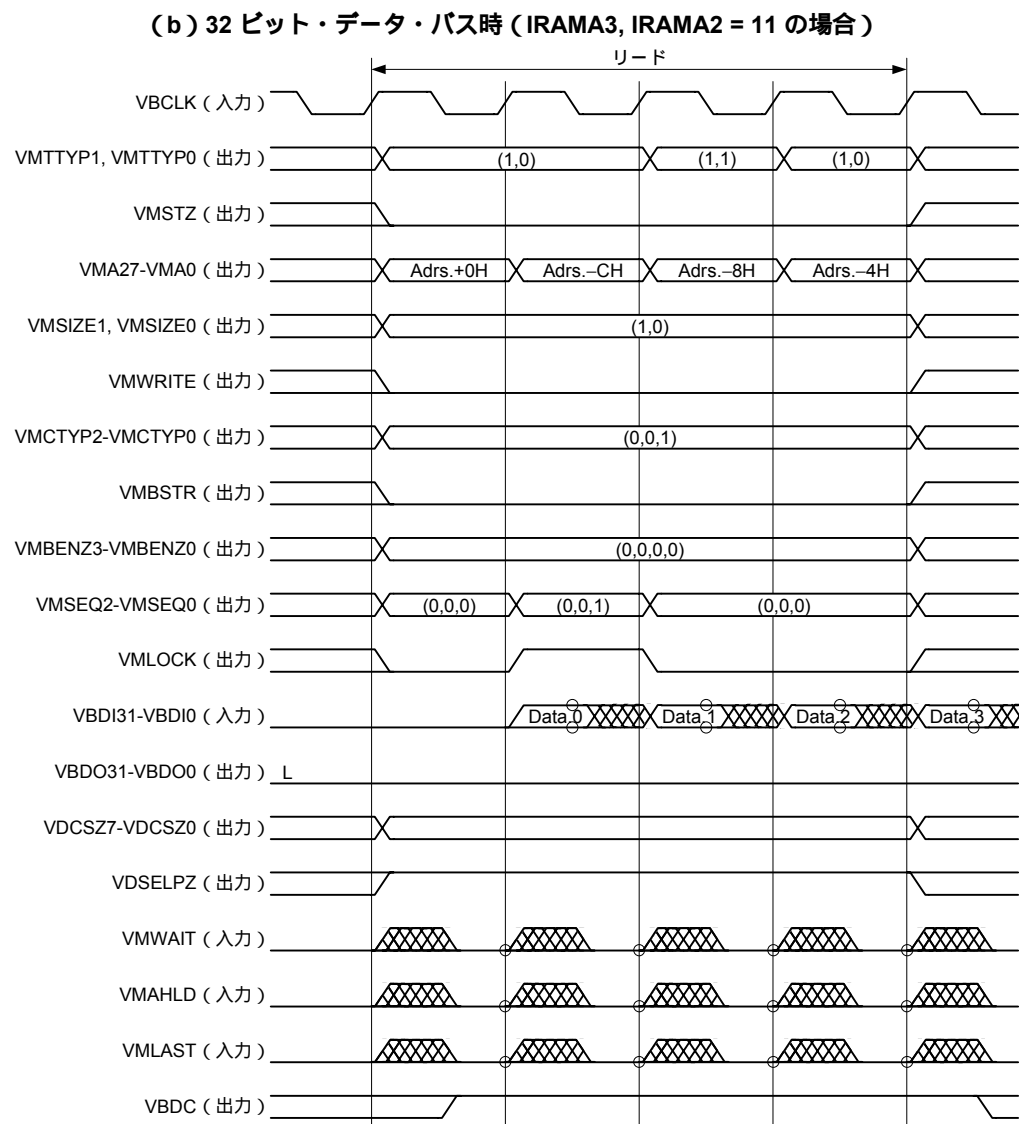 （b）32 ビット・データ・バス時（IRAMA3, IRAMA2 = 11 の場合）
リード
VBCLK（入力）
VMTTYP1, VMTTYP0（出力） (1,0) (1,1) (1,0)
VMSTZ（出力）
VMA27-VMA0（出力） Adrs.+0H Adrs.−CH Adrs.−8H Adrs.−4H
VMSIZE1, VMSIZE0（出力） (1,0)
VMWRITE（出力）
VMCTYP2-VMCTYP0（出力） (0,0,1)
VMBSTR（出力）
VMBENZ3-VMBENZ0（出力） (0,0,0,0)
VMSEQ2-VMSEQ0（出力） (0,0,0) (0,0,1) (0,0,0)
VMLOCK（出力）
VBDI31-VBDI0（入力） Data 0 Data 1 Data 2 Data 3
VBDO31-VBDO0（出力） L
VDCSZ7-VDCSZ0（出力）
VDSELPZ（出力）
VMWAIT（入力）
VMAHLD（入力）
VMLAST（入力）
VBDC（出力）